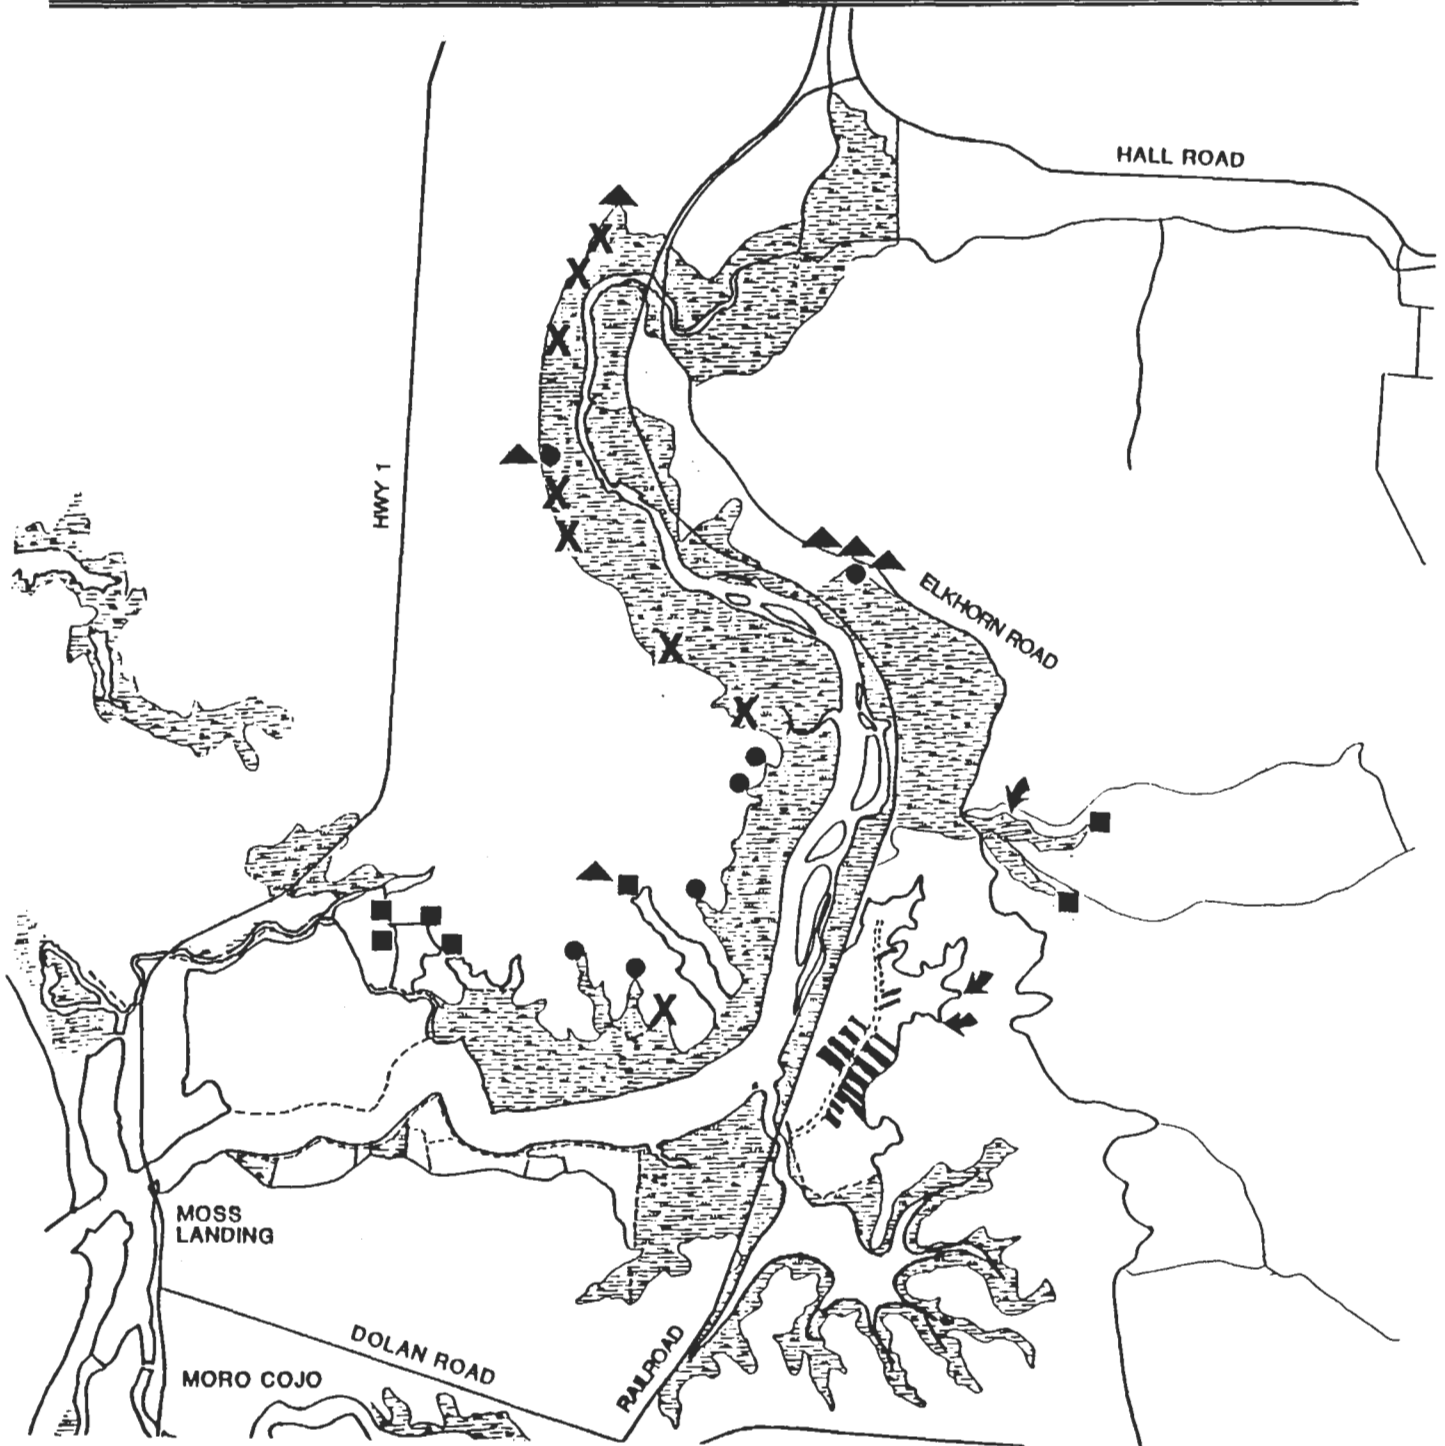 HALL ROAD
HWY 1
ELKHORN ROAD
X
X
X
X
X
X
X
X
MOSS
LANDING
DOLAN ROAD
RAILROAD
MORO COJO